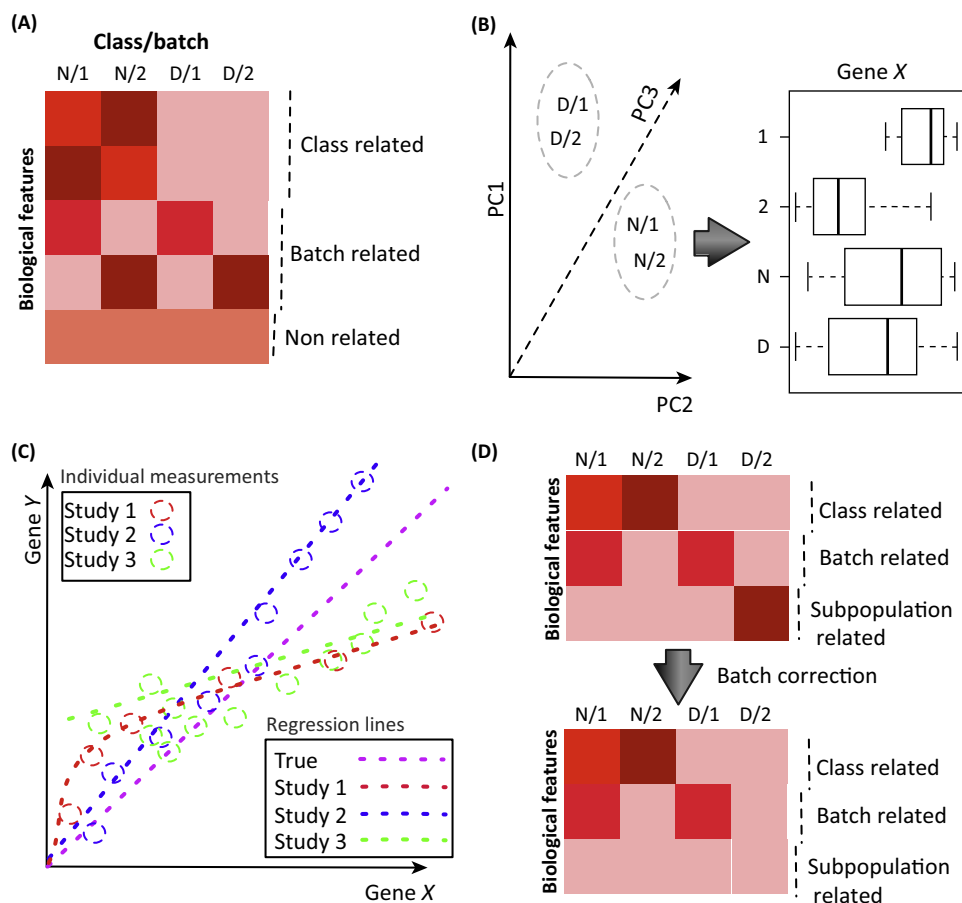 (A)
Class/batch
N/1 N/2 D/1 D/2
Biological features
Class related
Batch related
Non related
(B)
PC1
PC2
PC3
D/1
D/2
N/1
N/2
Gene X
1
2
N
D
(C)
Individual measurements
Study 1
Study 2
Study 3
Gene Y
Gene X
Regression lines
True
Study 1
Study 2
Study 3
(D)
N/1 N/2 D/1 D/2
Biological features
Class related
Batch related
Subpopulation
related
Batch correction
N/1 N/2 D/1 D/2
Biological features
Class related
Batch related
Subpopulation
related